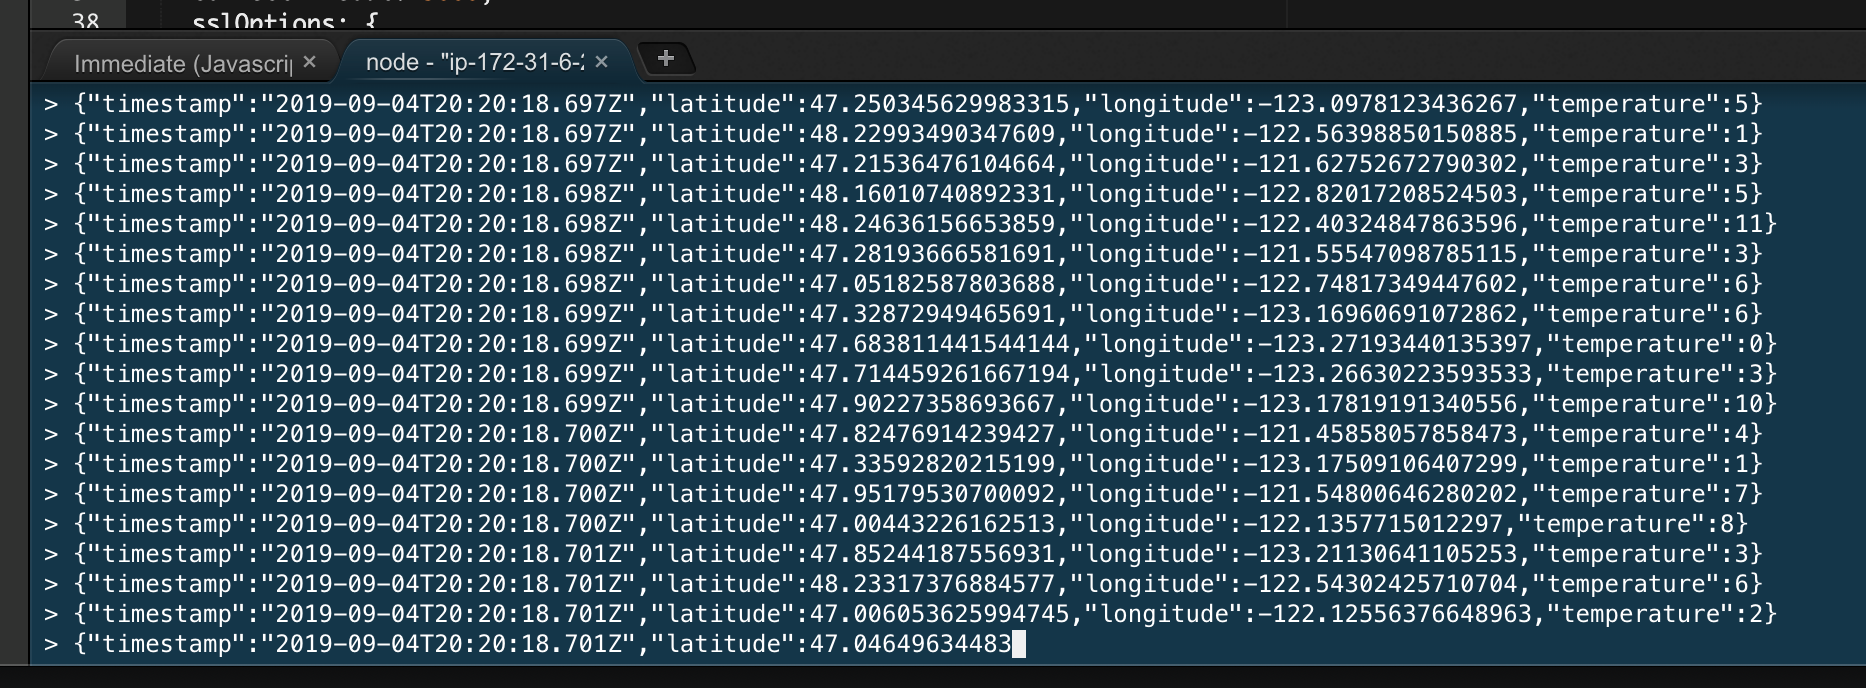 38 sslOptions: {
Immediate (Javascrip × node - "ip-172-31-6-2 × +
> {"timestamp":"2019-09-04T20:20:18.697Z","latitude":47.250345629983315,"longitude":-123.0978123436267,"temperature":5}
> {"timestamp":"2019-09-04T20:20:18.697Z","latitude":48.22993490347609,"longitude":-122.56398850150885,"temperature":1}
> {"timestamp":"2019-09-04T20:20:18.697Z","latitude":47.21536476104664,"longitude":-121.62752672790302,"temperature":3}
> {"timestamp":"2019-09-04T20:20:18.698Z","latitude":48.16010740892331,"longitude":-122.82017208524503,"temperature":5}
> {"timestamp":"2019-09-04T20:20:18.698Z","latitude":48.24636156653859,"longitude":-122.40324847863596,"temperature":11}
> {"timestamp":"2019-09-04T20:20:18.698Z","latitude":47.28193666581691,"longitude":-121.55547098785115,"temperature":3}
> {"timestamp":"2019-09-04T20:20:18.698Z","latitude":47.05182587803688,"longitude":-122.74817349447602,"temperature":6}
> {"timestamp":"2019-09-04T20:20:18.699Z","latitude":47.32872949465691,"longitude":-123.16960691072862,"temperature":6}
> {"timestamp":"2019-09-04T20:20:18.699Z","latitude":47.683811441544144,"longitude":-123.27193440135397,"temperature":0}
> {"timestamp":"2019-09-04T20:20:18.699Z","latitude":47.714459261667194,"longitude":-123.26630223593533,"temperature":3}
> {"timestamp":"2019-09-04T20:20:18.699Z","latitude":47.90227358693667,"longitude":-123.17819191340556,"temperature":10}
> {"timestamp":"2019-09-04T20:20:18.700Z","latitude":47.82476914239427,"longitude":-121.45858057858473,"temperature":4}
> {"timestamp":"2019-09-04T20:20:18.700Z","latitude":47.33592820215199,"longitude":-123.17509106407299,"temperature":1}
> {"timestamp":"2019-09-04T20:20:18.700Z","latitude":47.95179530700092,"longitude":-121.54800646280202,"temperature":7}
> {"timestamp":"2019-09-04T20:20:18.700Z","latitude":47.00443226162513,"longitude":-122.1357715012297,"temperature":8}
> {"timestamp":"2019-09-04T20:20:18.701Z","latitude":47.85244187556931,"longitude":-123.21130641105253,"temperature":3}
> {"timestamp":"2019-09-04T20:20:18.701Z","latitude":48.23317376884577,"longitude":-122.54302425710704,"temperature":6}
> {"timestamp":"2019-09-04T20:20:18.701Z","latitude":47.006053625994745,"longitude":-122.12556376648963,"temperature":2}
> {"timestamp":"2019-09-04T20:20:18.701Z","latitude":47.04649634483